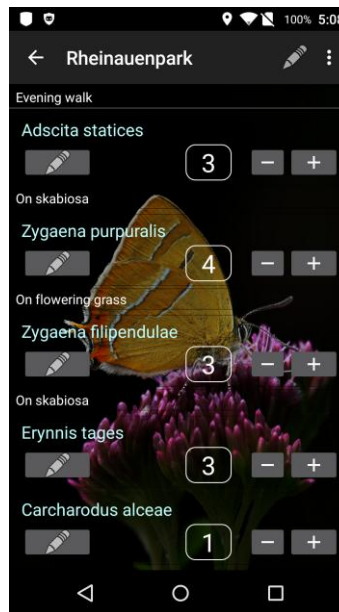 100% 5:08
Rheinauenpark
Evening walk
Adscita statices
3 − +
On skabiosa
Zygaena purpuralis
4 − +
On flowering grass
Zygaena filipendulae
3 − +
On skabiosa
Erynnis tages
3 − +
Carcharodus alceae
1 − +